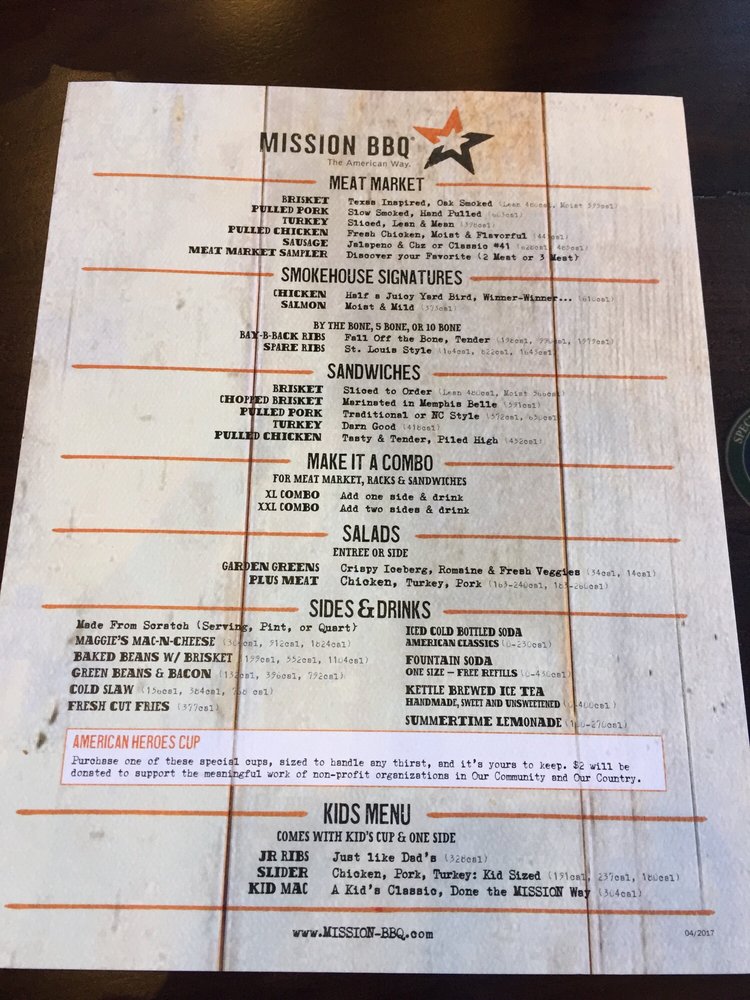 MISSION BBQ
The American Way.
MEAT MARKET
BRISKET Texas Inspired, Oak Smoked
PULLED PORK Slow Smoked, Hand Pulled
TURKEY Sliced, Lean & Mean
PULLED CHICKEN Fresh Chicken, Moist & Flavorful
SAUSAGE Jalapeno & Chz or Classic #41
MEAT MARKET SAMPLER Discover your Favorite (2 Meat or 3 Meat)
SMOKEHOUSE SIGNATURES
CHICKEN Half a Juicy Yard Bird, Winner-Winner... (610cal)
SALMON Moist & Mild (373cal)
BY THE BONE, 5 BONE, OR 10 BONE
BAY-B-BACK RIBS Fall Off the Bone, Tender
SPARE RIBS St. Louis Style
SANDWICHES
BRISKET Sliced to Order
CHOPPED BRISKET Marinated in Memphis Belle (591cal)
PULLED PORK Traditional or NC Style
TURKEY Darn Good (418cal)
PULLED CHICKEN Tasty & Tender, Piled High (452cal)
MAKE IT A COMBO
FOR MEAT MARKET, RACKS & SANDWICHES
XL COMBO Add one side & drink
XXL COMBO Add two sides & drink
SALADS
ENTREE OR SIDE
GARDEN GREENS Crispy Iceberg, Romaine & Fresh Veggies (34cal, 14cal)
PLUS MEAT Chicken, Turkey, Pork
SIDES & DRINKS
Made From Scratch (Serving, Pint, or Quart)
MAGGIE'S MAC-N-CHEESE
BAKED BEANS W/ BRISKET
GREEN BEANS & BACON
COLD SLAW
FRESH CUT FRIES (377cal)
ICED COLD BOTTLED SODA
AMERICAN CLASSICS
FOUNTAIN SODA
ONE SIZE – FREE REFILLS
KETTLE BREWED ICE TEA
HANDMADE, SWEET AND UNSWEETENED
SUMMERTIME LEMONADE
AMERICAN HEROES CUP
Purchase one of these special cups, sized to handle any thirst, and it's yours to keep. $2 will be
donated to support the meaningful work of non-profit organizations in Our Community and Our Country.
KIDS MENU
COMES WITH KID'S CUP & ONE SIDE
JR RIBS Just like Dad's (328cal)
SLIDER Chicken, Pork, Turkey: Kid Sized
KID MAC A Kid's Classic, Done the MISSION Way (304cal)
www.MISSION-BBQ.com
04/2017